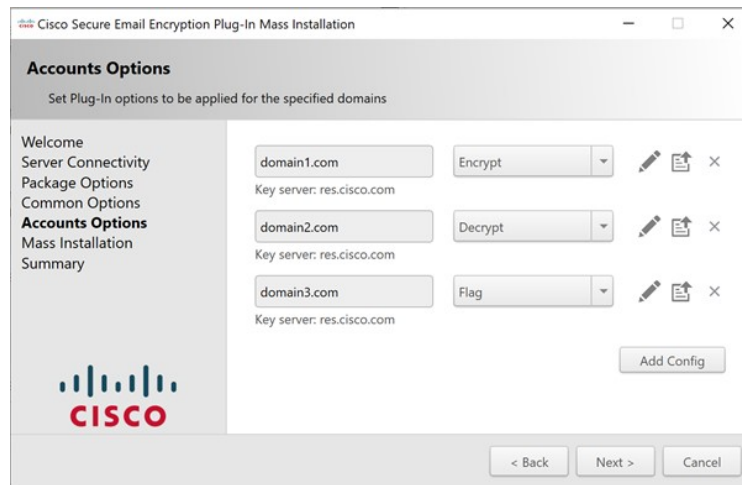 Cisco Secure Email Encryption Plug-In Mass Installation
Accounts Options
Set Plug-In options to be applied for the specified domains
Welcome
Server Connectivity
Package Options
Common Options
Accounts Options
Mass Installation
Summary
CISCO
domain1.com
Encrypt
Key server: res.cisco.com
domain2.com
Decrypt
Key server: res.cisco.com
domain3.com
Flag
Key server: res.cisco.com
Add Config
< Back
Next >
Cancel